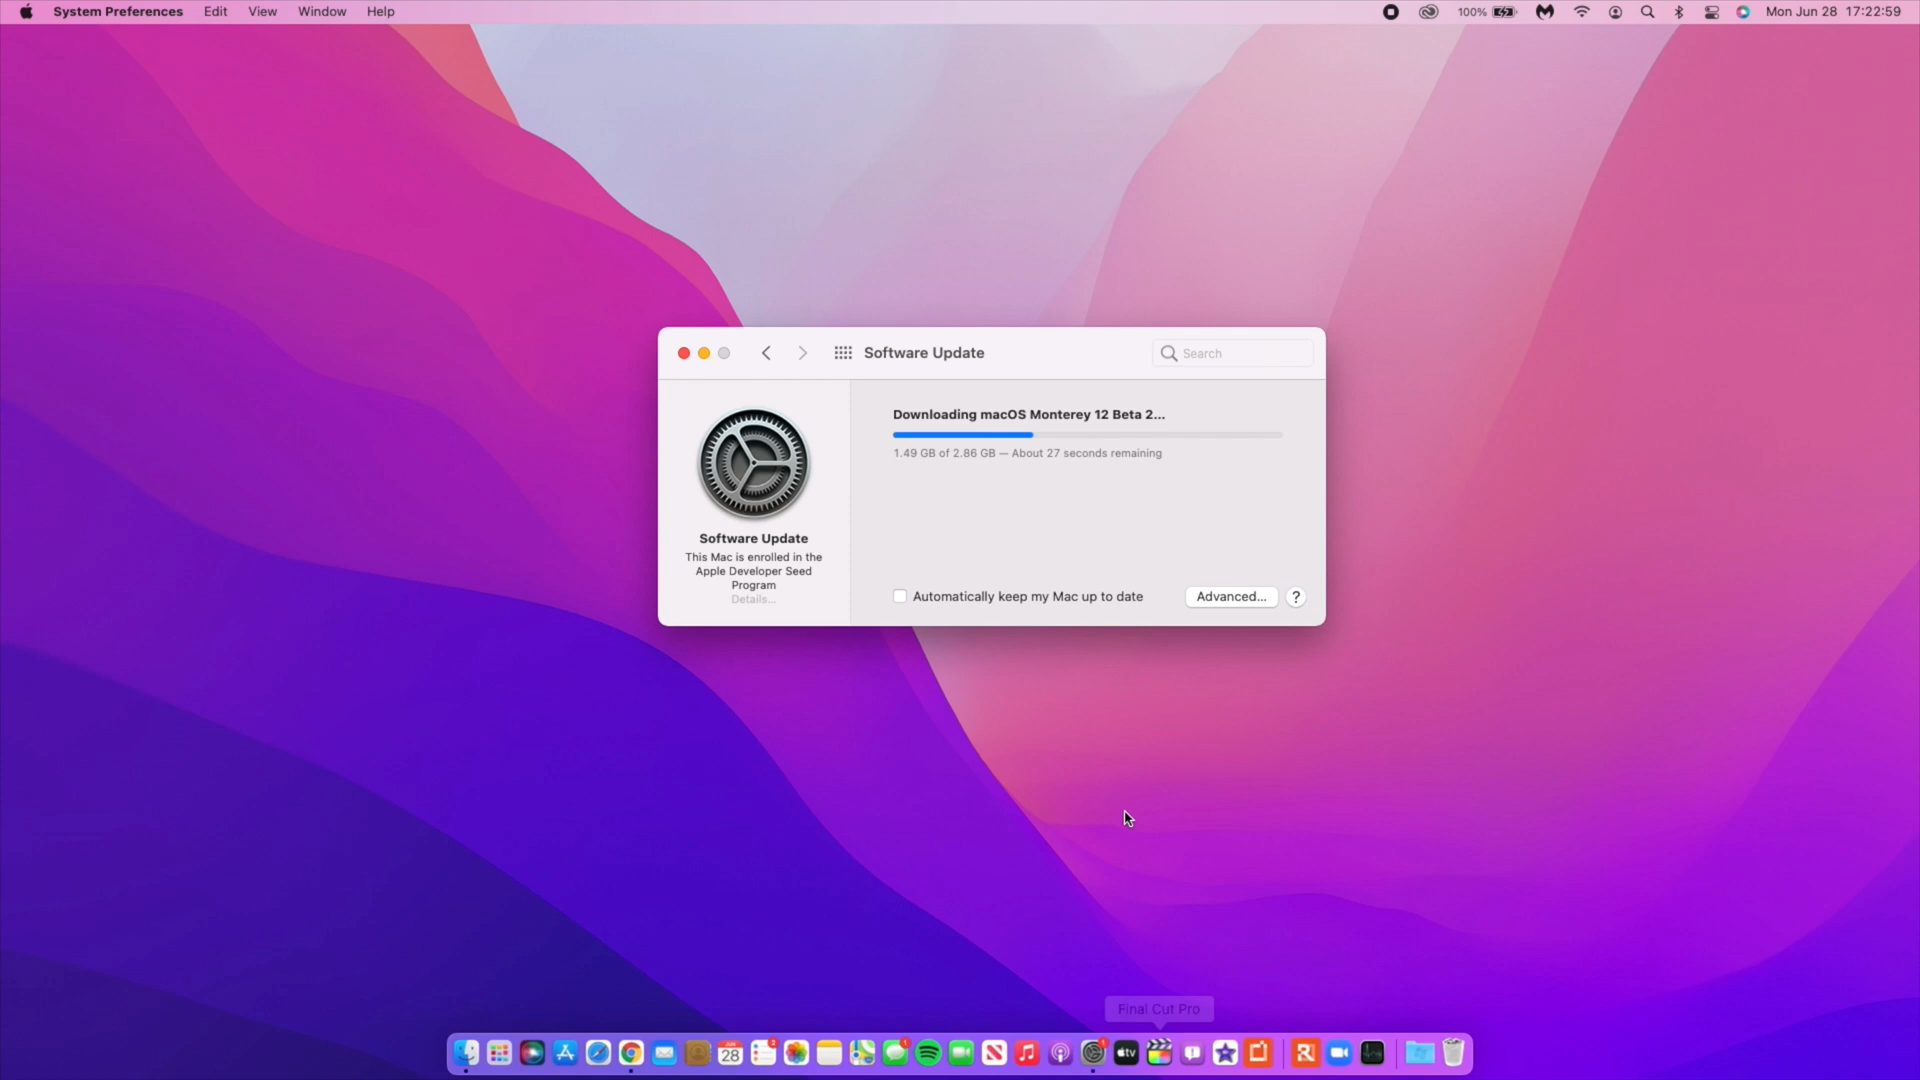 System Preferences Edit View Window Help 100% Mon Jun 28 17:22:59
Software Update Search
Downloading macOS Monterey 12 Beta 2...
1.49 GB of 2.86 GB — About 27 seconds remaining
Software Update
This Mac is enrolled in the
Apple Developer Seed
Program
Details...
Automatically keep my Mac up to date Advanced... ?
Final Cut Pro
28
tv